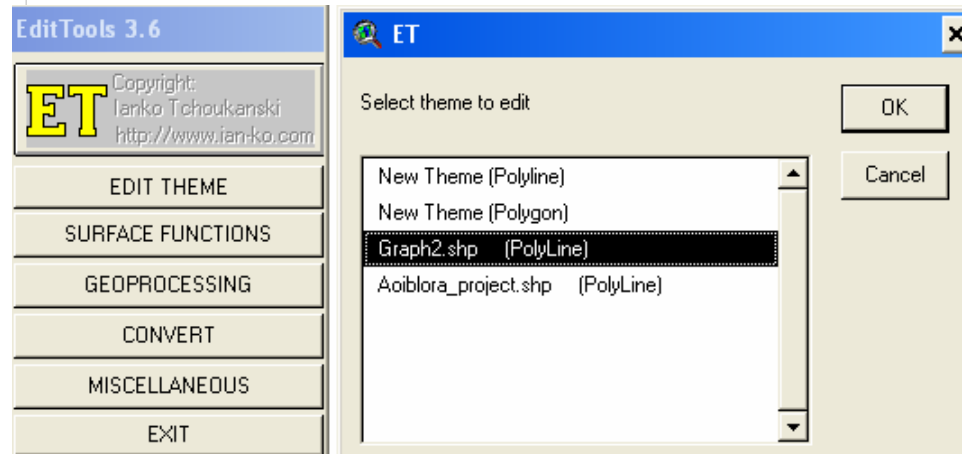 EditTools 3.6
ET
Copyright:
Ianko Tchoukanski
http://www.ian-ko.com
EDIT THEME
SURFACE FUNCTIONS
GEOPROCESSING
CONVERT
MISCELLANEOUS
EXIT
ET
Select theme to edit
New Theme (Polyline)
New Theme (Polygon)
Graph2.shp (PolyLine)
Aoiblora_project.shp (PolyLine)
OK
Cancel